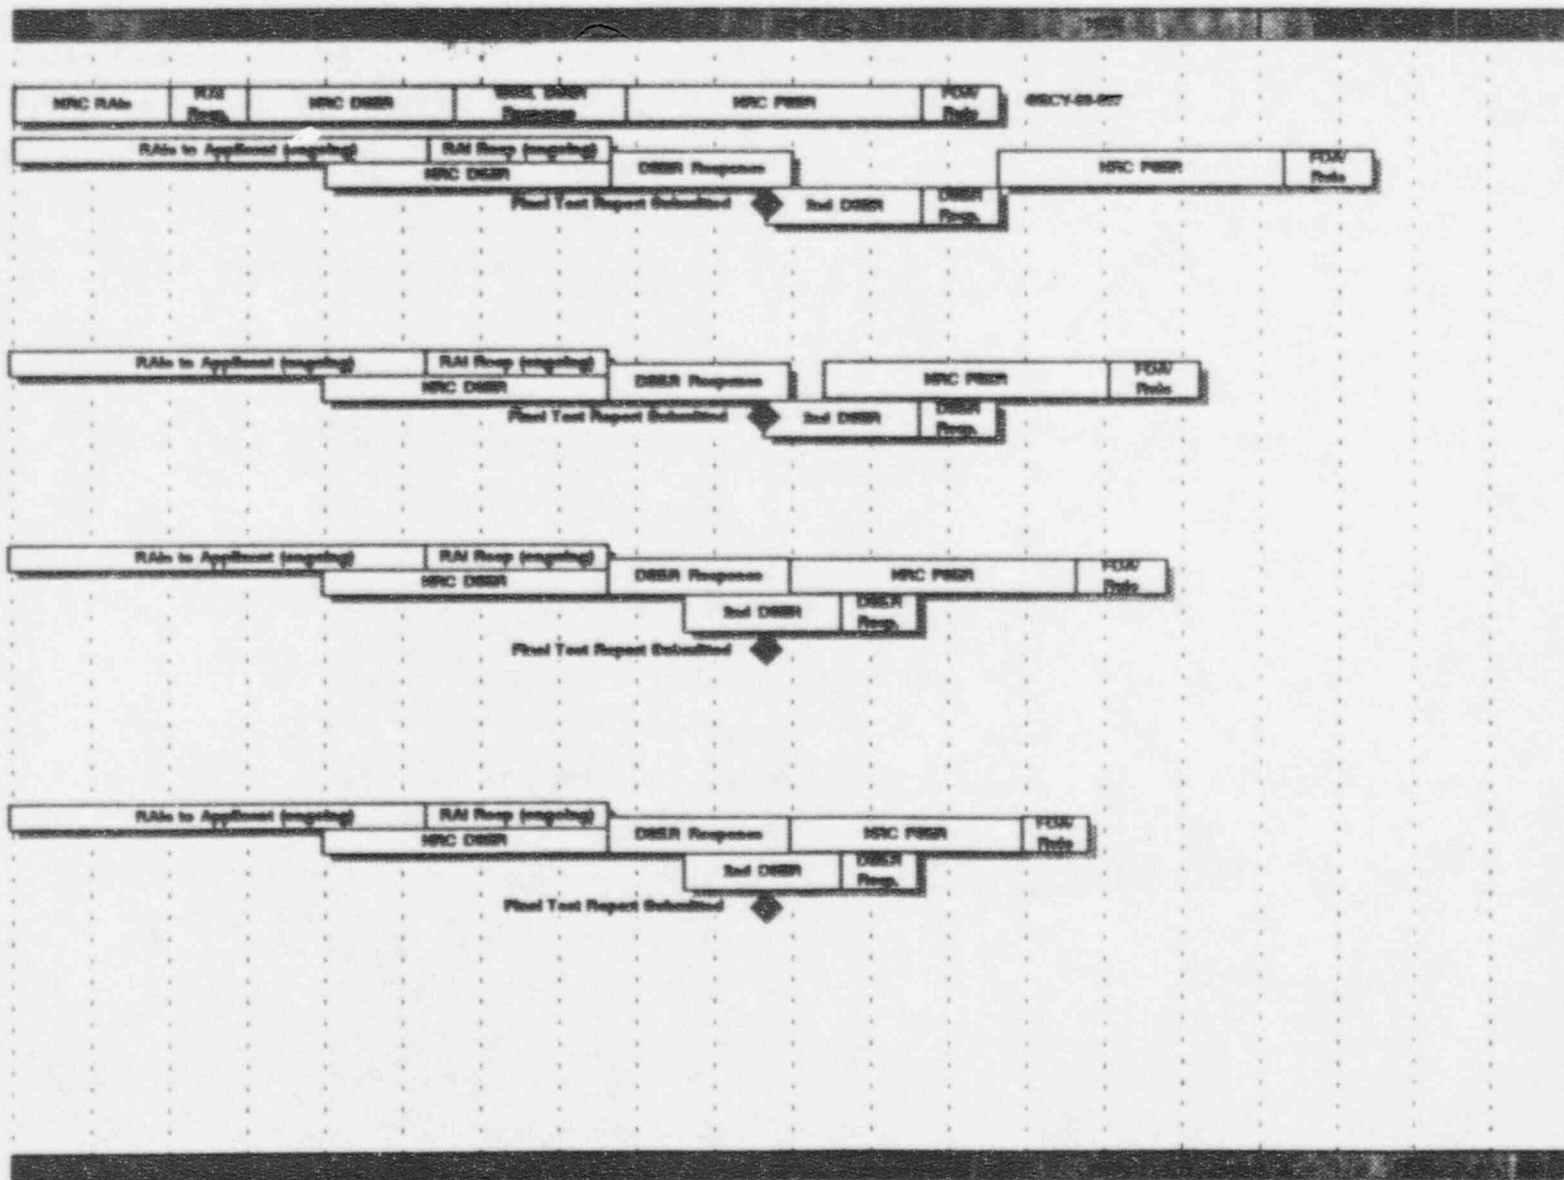 NRC RAIs
RAI
Resp.
NRC DSER
DSER
Response
NRC FSER
FDA/
Rule
RAIs to Applicant (ongoing)
RAI Resp (ongoing)
NRC DSER
DSER Response
NRC FSER
FDA/
Rule
Final Test Report Submitted
2nd DSER
DSER
Resp.
RAIs to Applicant (ongoing)
RAI Resp (ongoing)
NRC DSER
DSER Response
NRC FSER
FDA/
Rule
Final Test Report Submitted
2nd DSER
DSER
Resp.
RAIs to Applicant (ongoing)
RAI Resp (ongoing)
NRC DSER
DSER Response
NRC FSER
FDA/
Rule
2nd DSER
DSER
Resp.
Final Test Report Submitted
RAIs to Applicant (ongoing)
RAI Resp (ongoing)
NRC DSER
DSER Response
NRC FSER
FDA/
Rule
2nd DSER
DSER
Resp.
Final Test Report Submitted